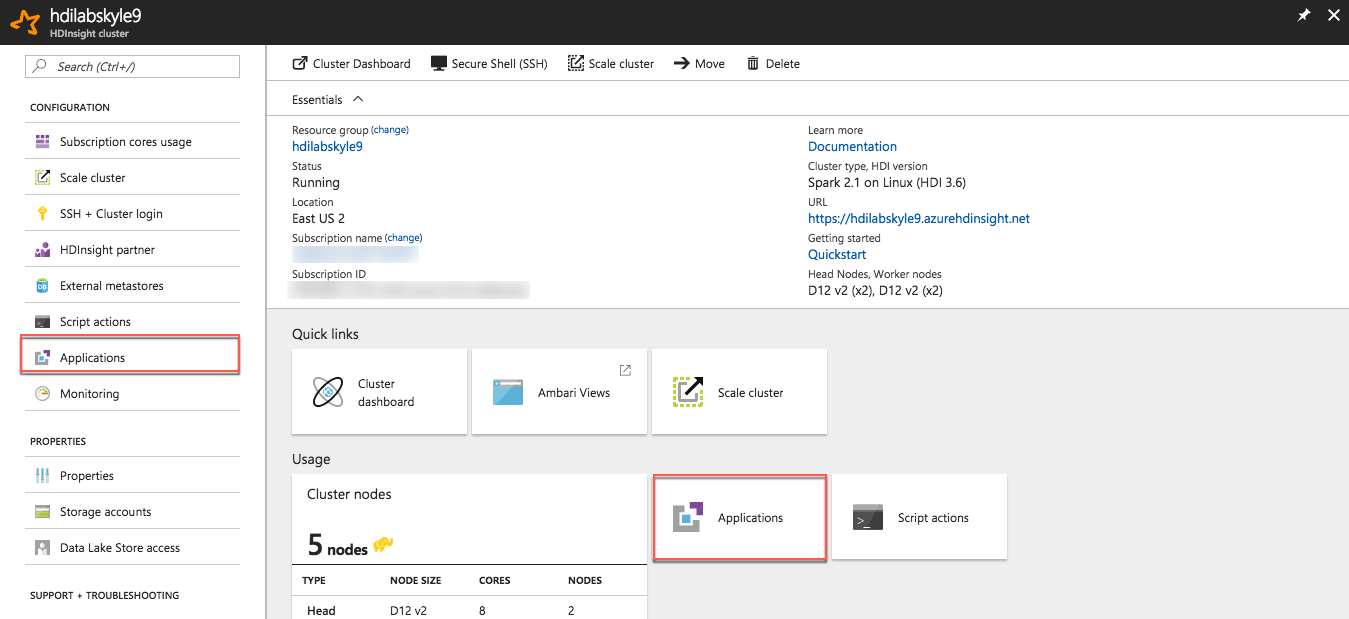 hdilabskyle9
HDInsight cluster
Search (Ctrl+/)
CONFIGURATION
Subscription cores usage
Scale cluster
SSH + Cluster login
HDInsight partner
External metastores
Script actions
Applications
Monitoring
PROPERTIES
Properties
Storage accounts
Data Lake Store access
SUPPORT + TROUBLESHOOTING
Cluster Dashboard Secure Shell (SSH) Scale cluster Move Delete
Essentials
Resource group (change)
hdilabskyle9
Status
Running
Location
East US 2
Subscription name (change)
Subscription ID
Learn more
Documentation
Cluster type, HDI version
Spark 2.1 on Linux (HDI 3.6)
URL
https://hdilabskyle9.azurehdinsight.net
Getting started
Quickstart
Head Nodes, Worker nodes
D12 v2 (x2), D12 v2 (x2)
Quick links
Cluster
dashboard
Ambari Views
Scale cluster
Usage
Cluster nodes
5 nodes
TYPE NODE SIZE CORES NODES
Head D12 v2 8 2
Applications
Script actions